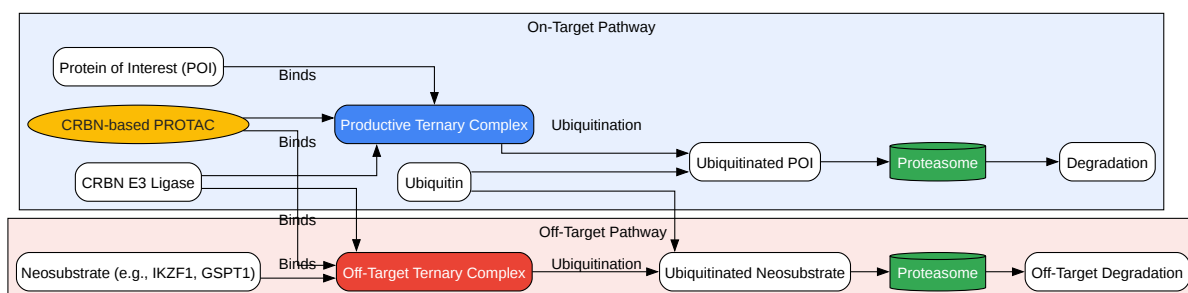 On-Target Pathway
Protein of Interest (POI)
Binds
CRBN-based PROTAC
Productive Ternary Complex
Ubiquitination
Binds
Ubiquitinated POI
Proteasome
Degradation
CRBN E3 Ligase
Ubiquitin
Binds
Off-Target Pathway
Neosubstrate (e.g., IKZF1, GSPT1)
Binds
Off-Target Ternary Complex
Ubiquitination
Ubiquitinated Neosubstrate
Proteasome
Off-Target Degradation